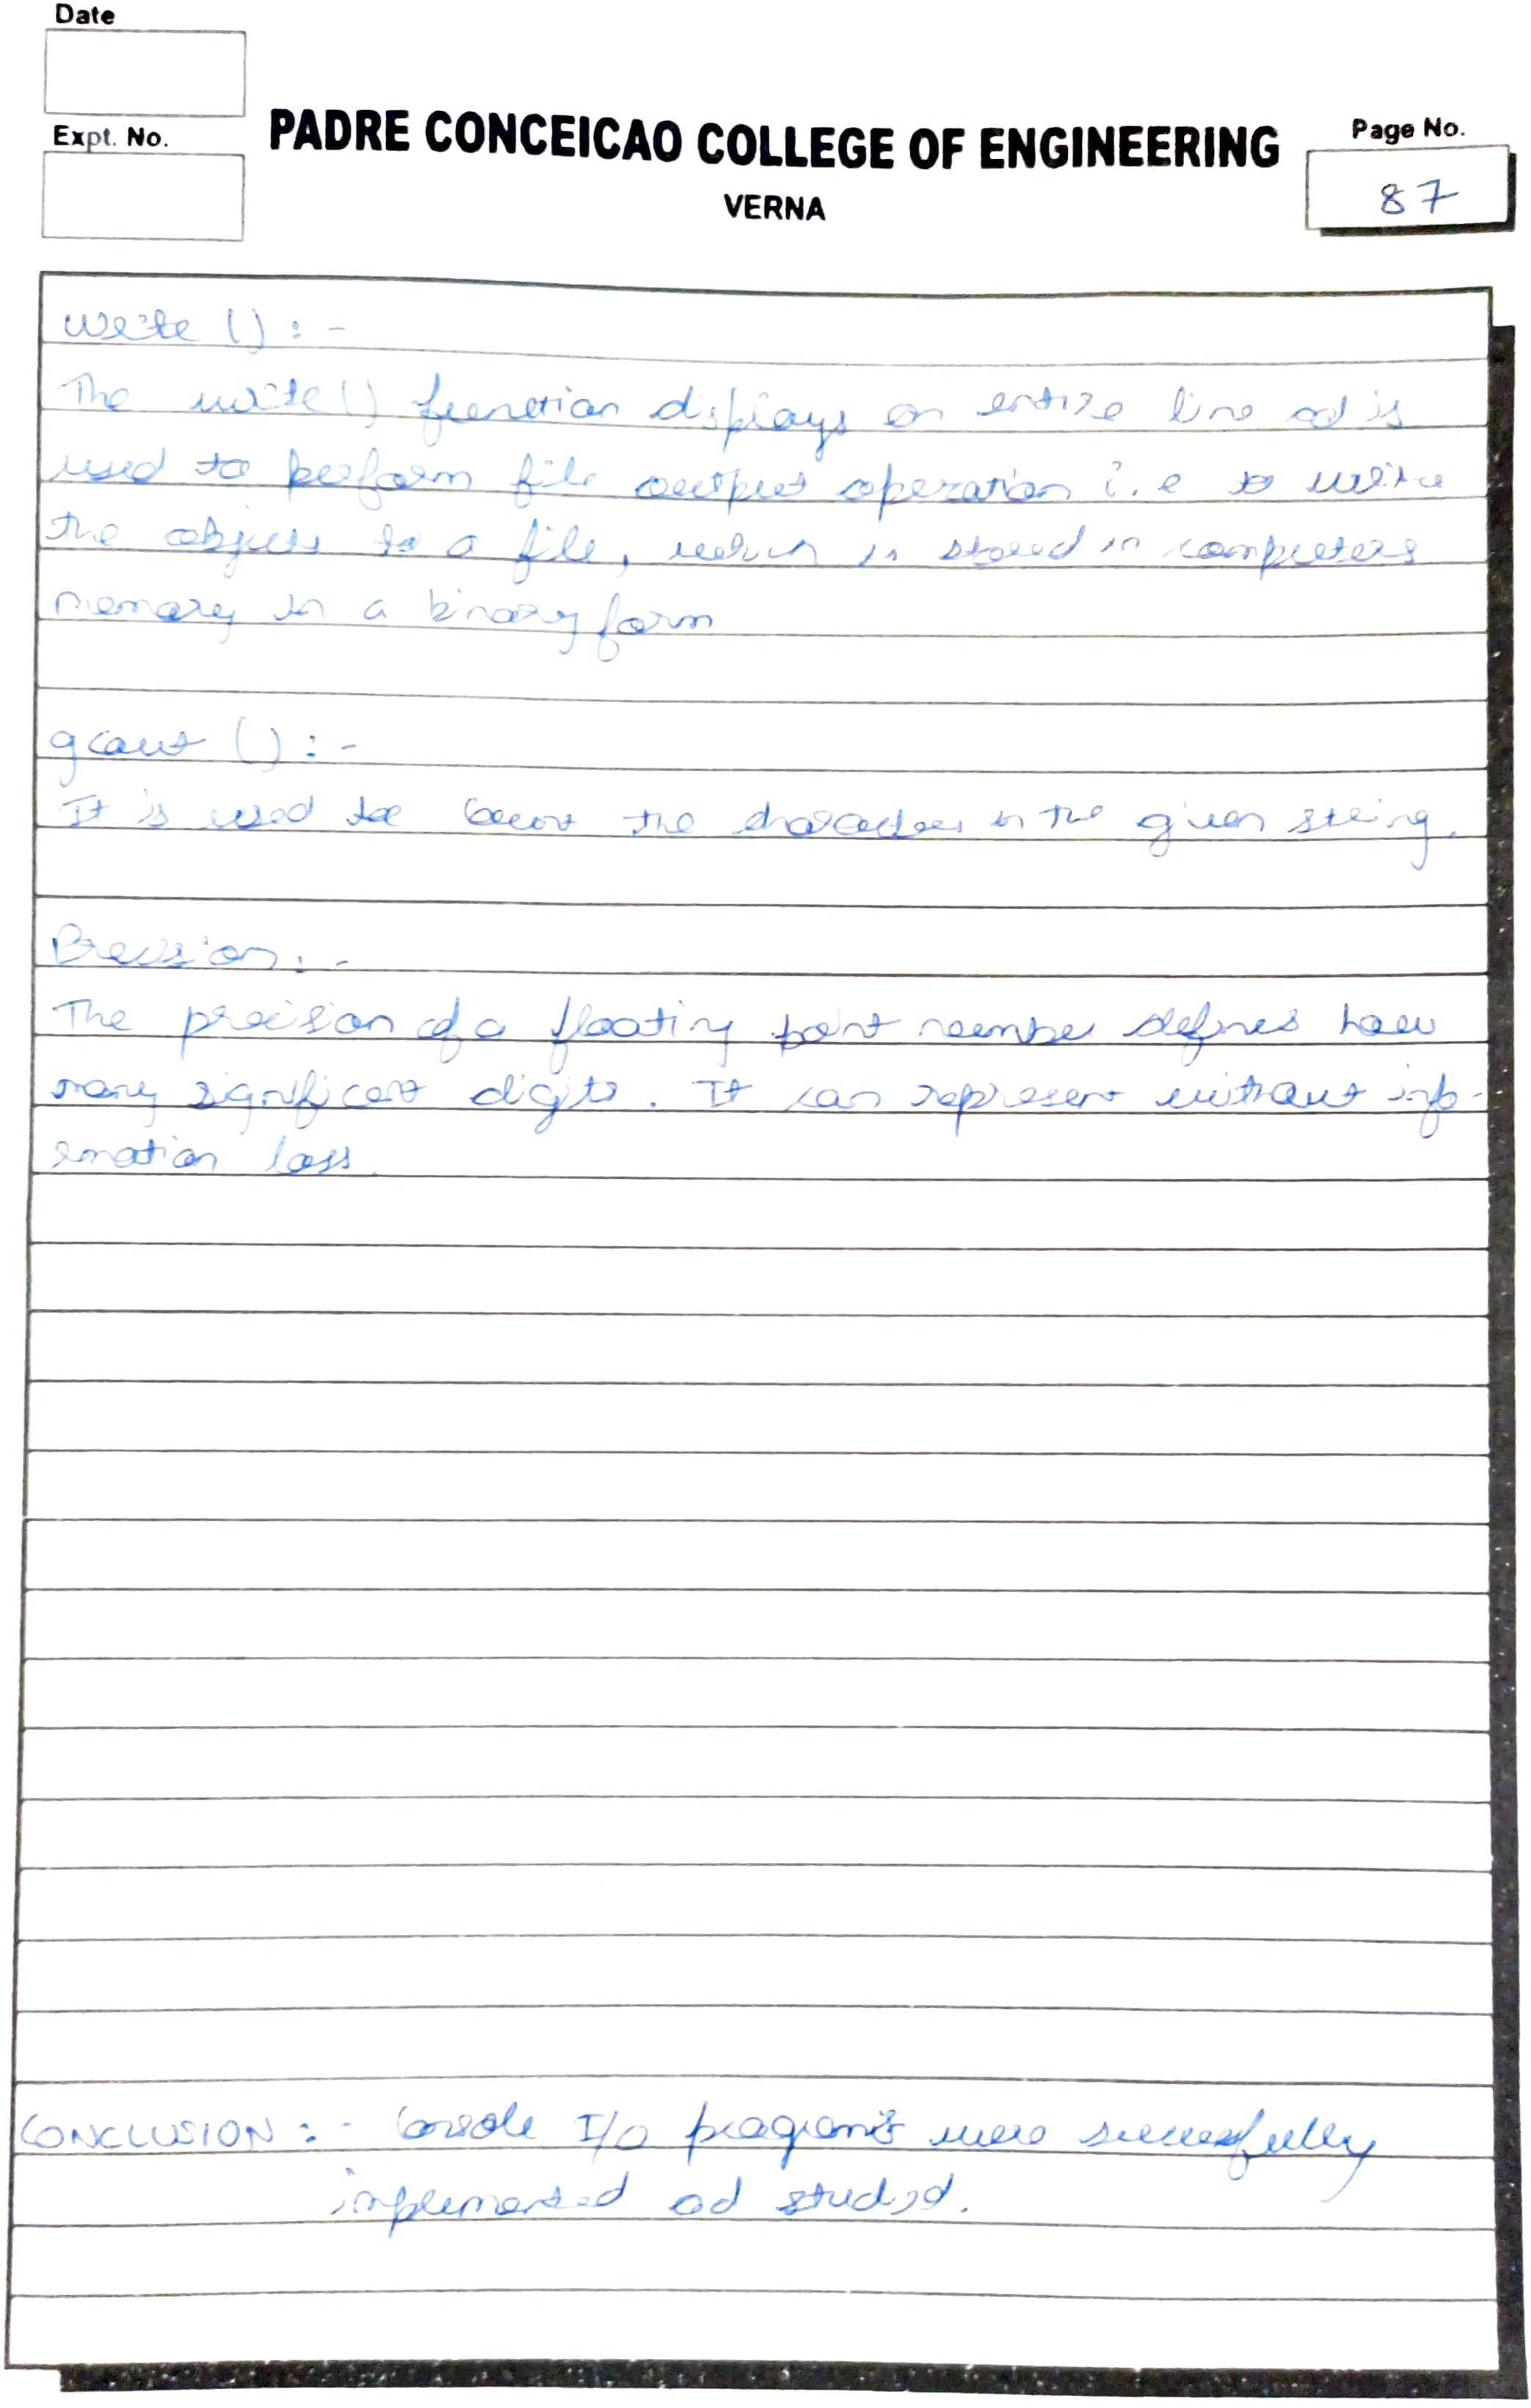 Date
Expt. No.
PADRE CONCEICAO COLLEGE OF ENGINEERING
VERNA
Page No.
87
write () : -
The write() function displays an entire line ad is
used to perform file output operation i.e to write
the objects to a file, which is stored in computers
memory in a binary form
gcout () : -
It is used to count the characters in the given string.
Precision : -
The precision of a floating point number defines how
many significant digits. It can represent without info-
rmation loss.
CONCLUSION : - Console I/O programs were successfully
implemented ad studied.